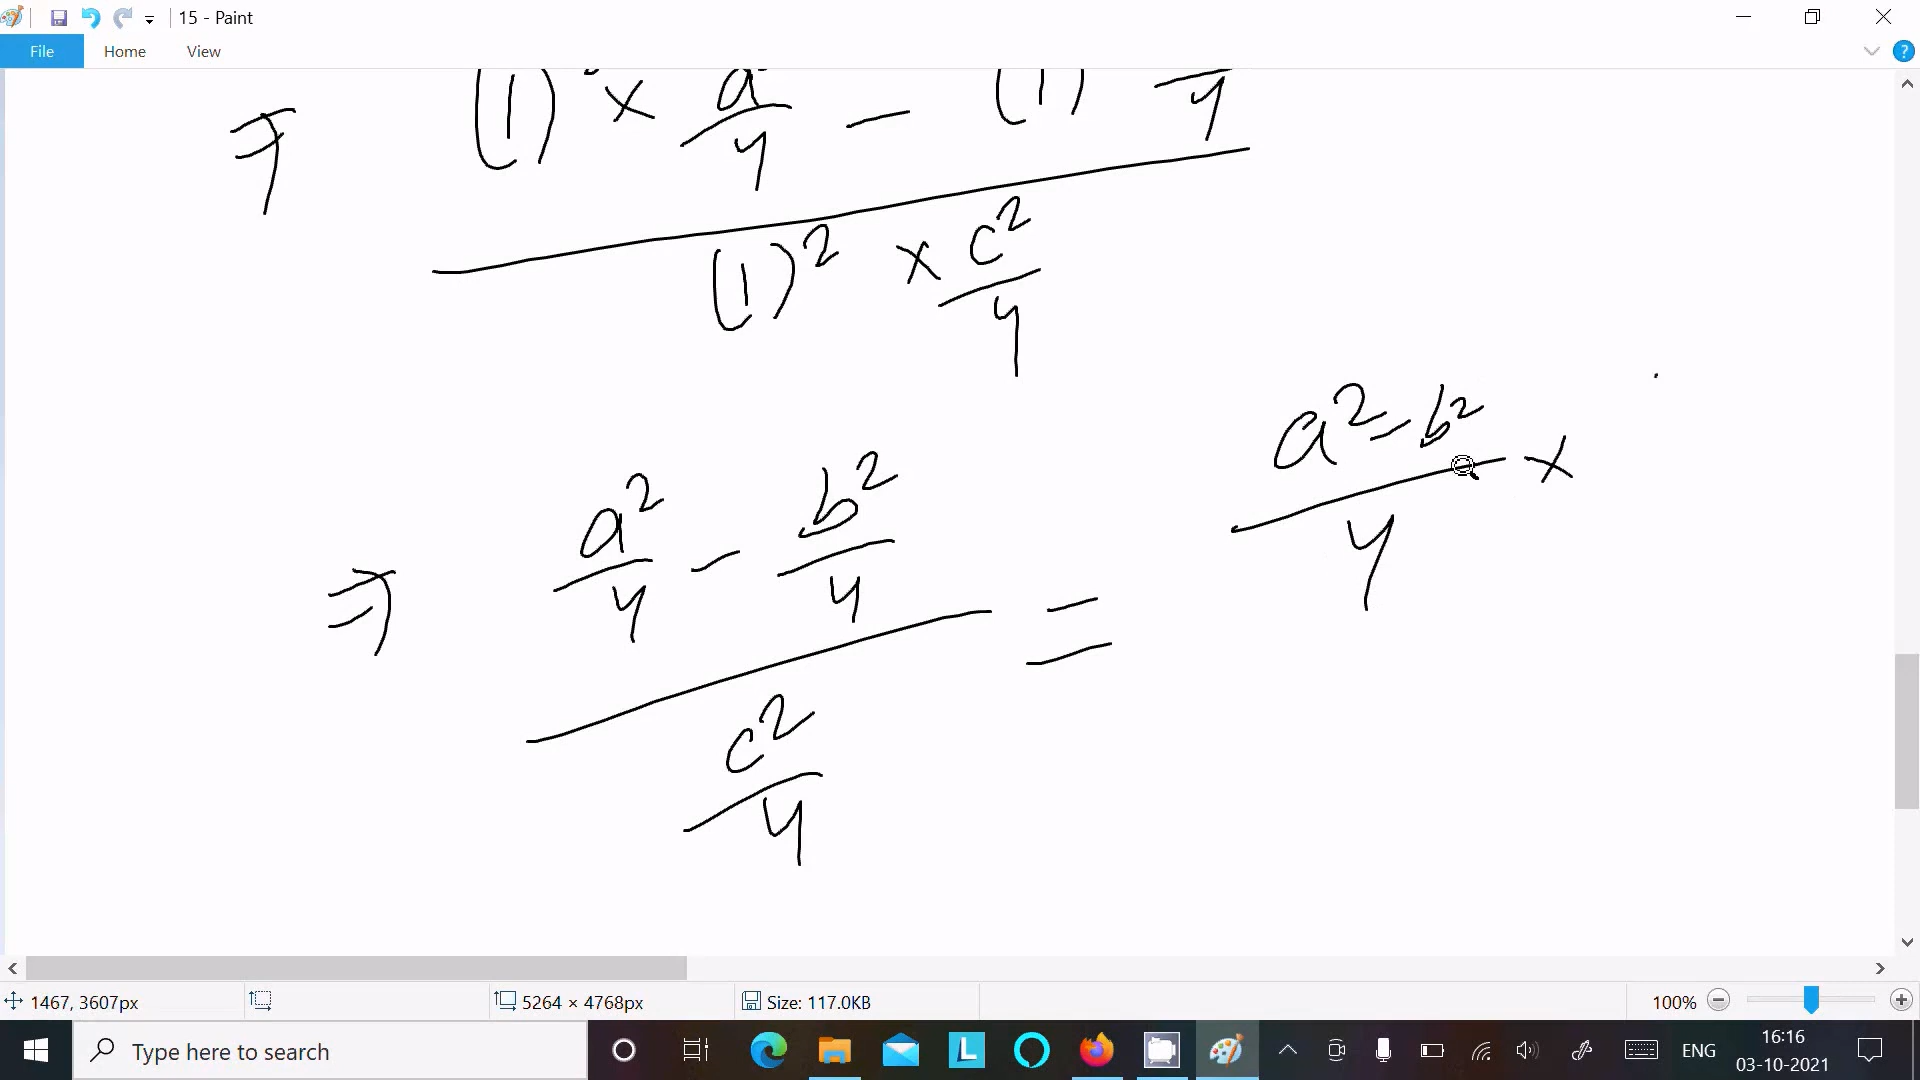 15 - Paint
File Home View
⇒ (1)² × a²/4 - (1) /4
(1)² × c²/4
⇒ a²/4 - b²/4 = a² - b²/4 ×
c²/4
1467, 3607px 5264 × 4768px Size: 117.0KB 100%
Type here to search ENG 16:16
03-10-2021